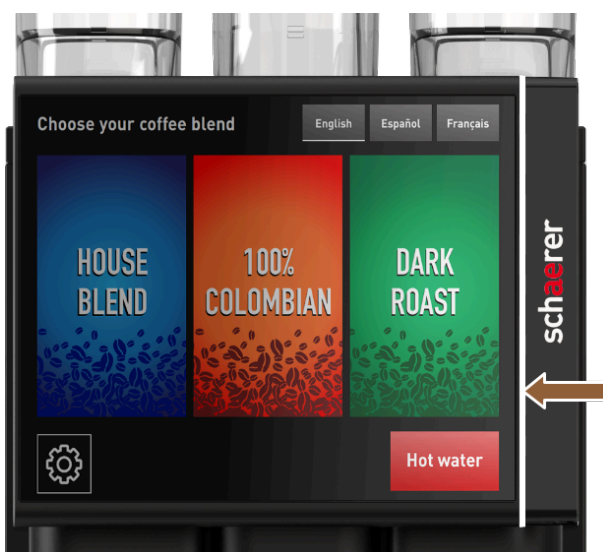 Choose your coffee blend
English
Español
Français
HOUSE
BLEND
100%
COLOMBIAN
DARK
ROAST
schaerer
Hot water